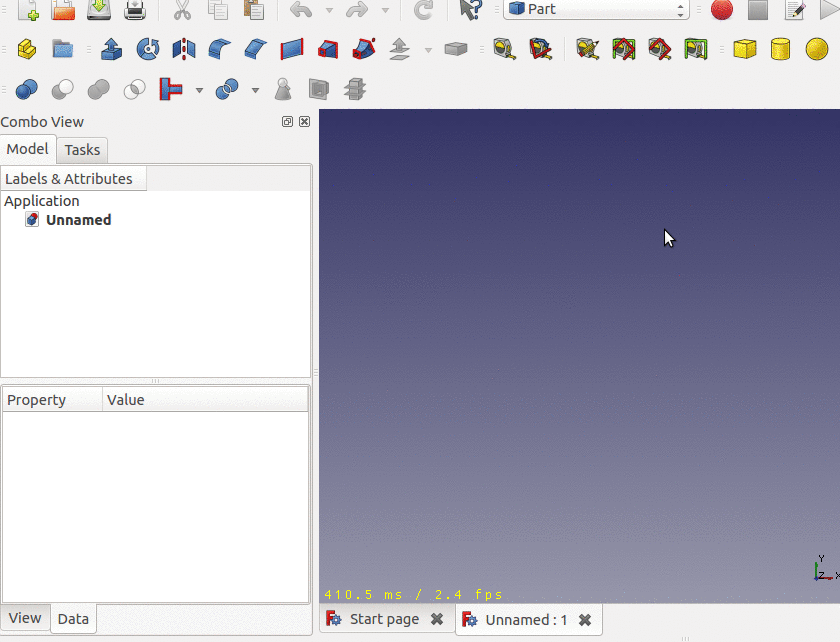 Part
Combo View
Model Tasks
Labels & Attributes
Application
Unnamed
Property Value
410.5 ms / 2.4 fps
Y
Z X
View Data
Start page
Unnamed : 1